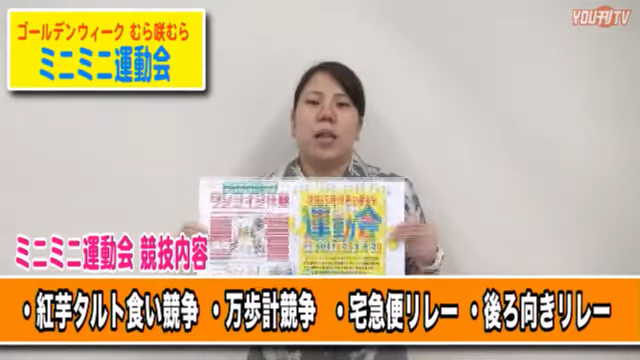 ゴールデンウィーク むら咲むら
ミニミニ運動会
YOU刊TV
運動会
ミニミニ運動会 競技内容
・紅芋タルト食い競争 ・万歩計競争 ・宅急便リレー ・後ろ向きリレー